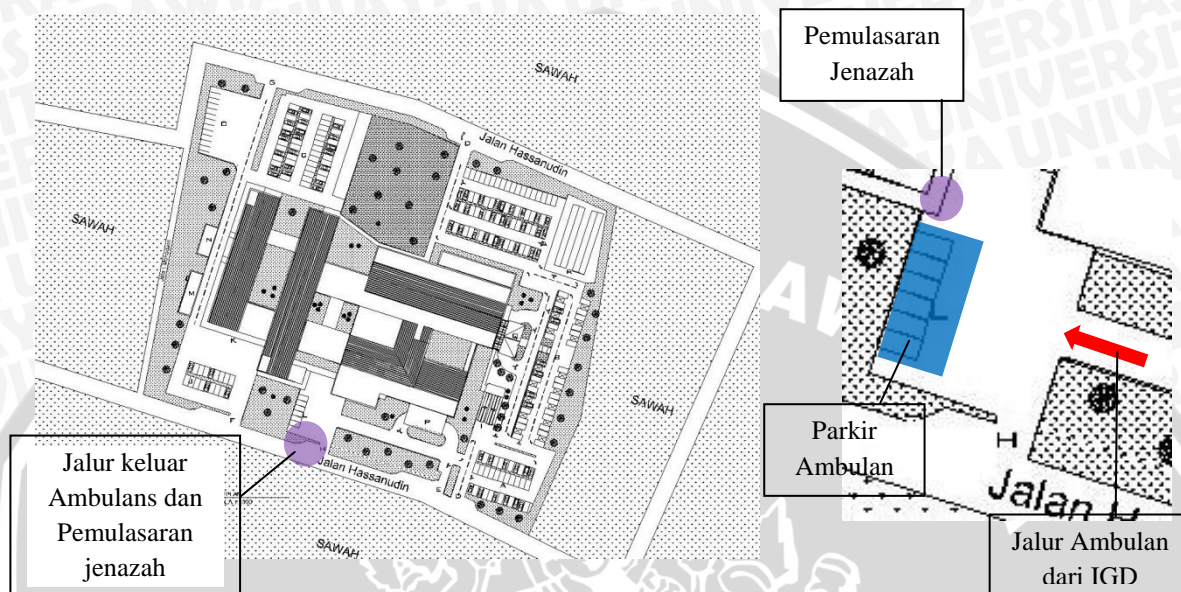 Pemulasaran
Jenazah
SAWAH
Jalan Hassanudin
SAWAH
SAWAH
Jalan Hassanudin
SAWAH
Jalur keluar
Ambulans dan
Pemulasaran
jenazah
Parkir
Ambulan
H
Jalan H
Jalur Ambulan
dari IGD